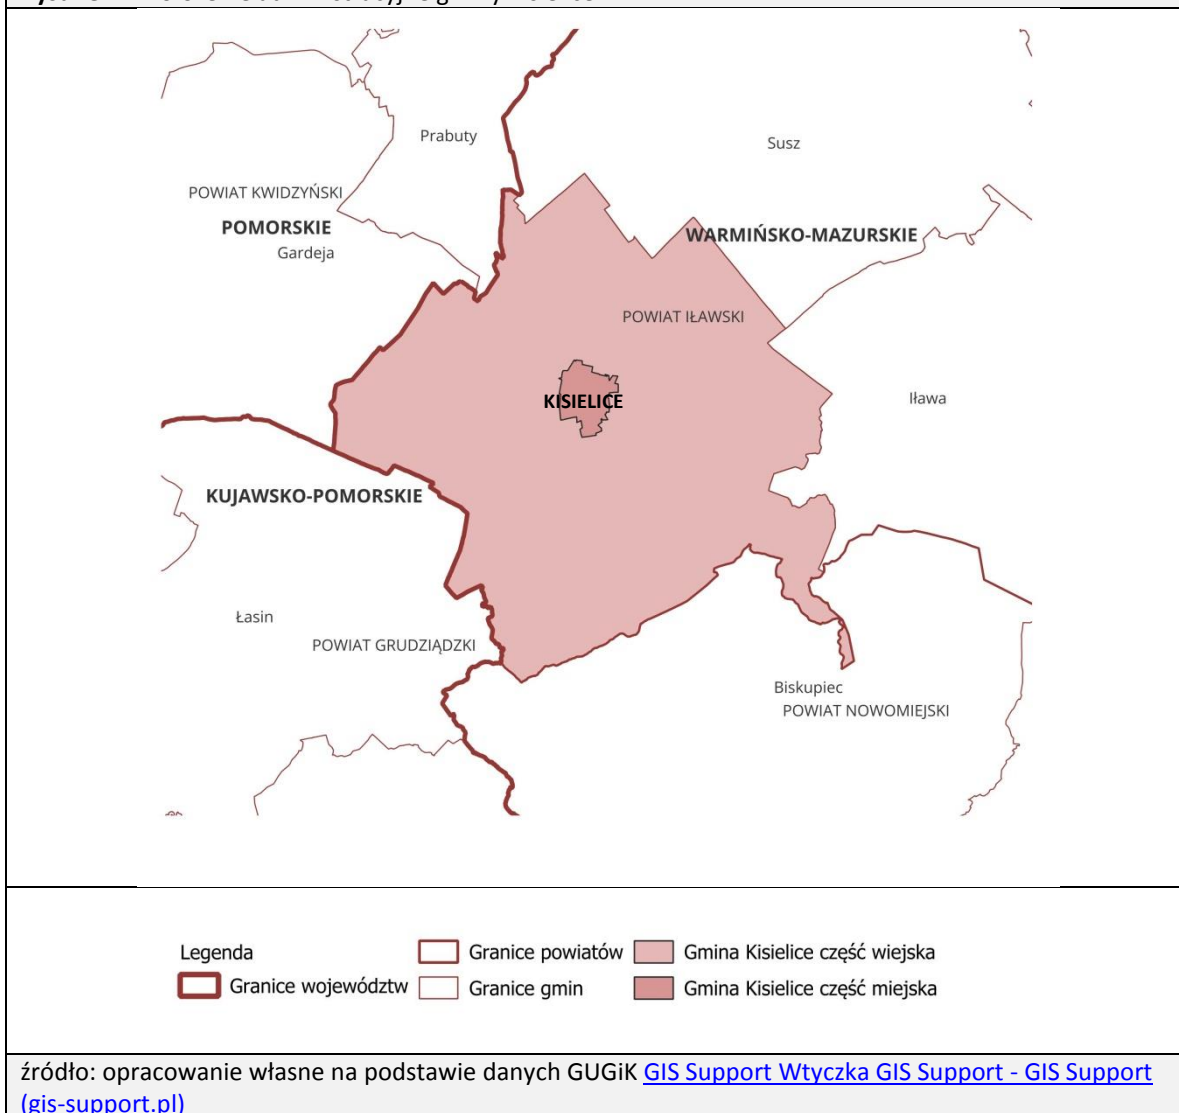 Prabuty
Susz
POWIAT KWIDZYŃSKI
POMORSKIE
WARMIŃSKO-MAZURSKIE
Gardeja
POWIAT IŁAWSKI
KISIELICE
Iława
KUJAWSKO-POMORSKIE
Łasin
POWIAT GRUDZIĄDZKI
Biskupiec
POWIAT NOWOMIEJSKI
Legenda
Granice województw
Granice powiatów
Granice gmin
Gmina Kisielice część wiejska
Gmina Kisielice część miejska
źródło: opracowanie własne na podstawie danych GUGiK GIS Support Wtyczka GIS Support - GIS Support
(gis-support.pl)